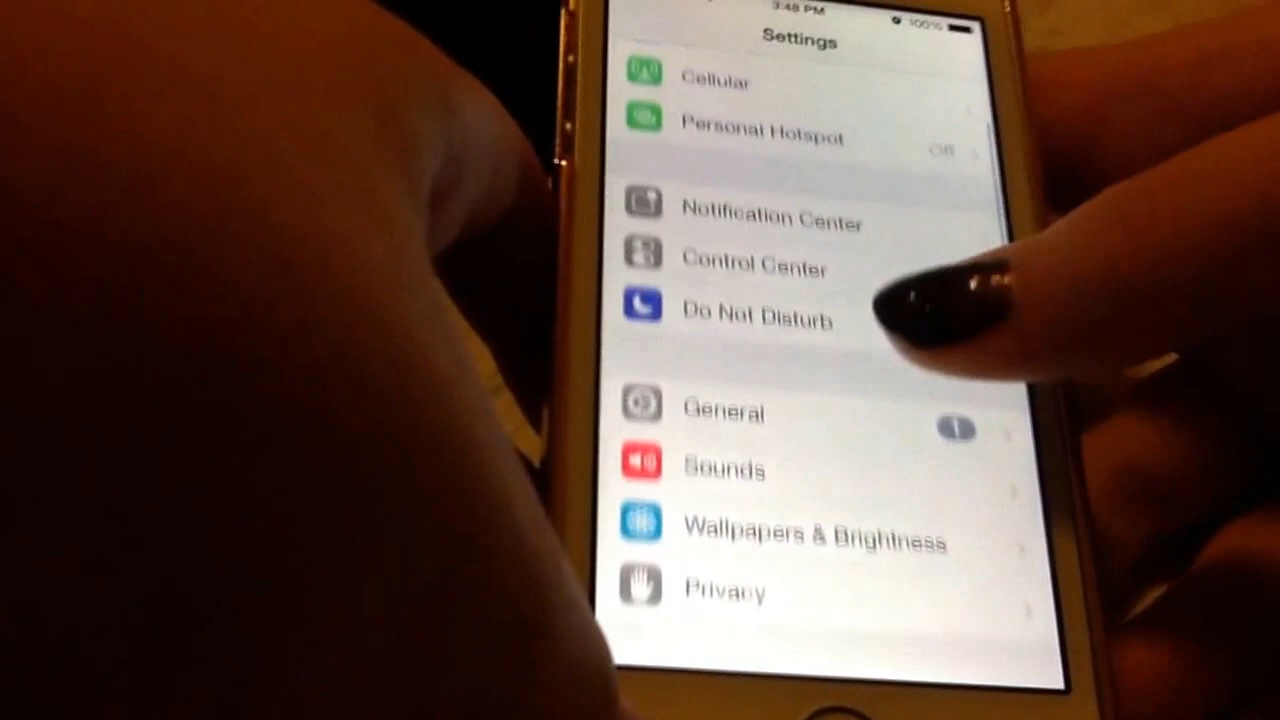 3:48 PM 100%
Settings
Cellular
Personal Hotspot Off
Notification Center
Control Center
Do Not Disturb
General 1
Sounds
Wallpapers & Brightness
Privacy